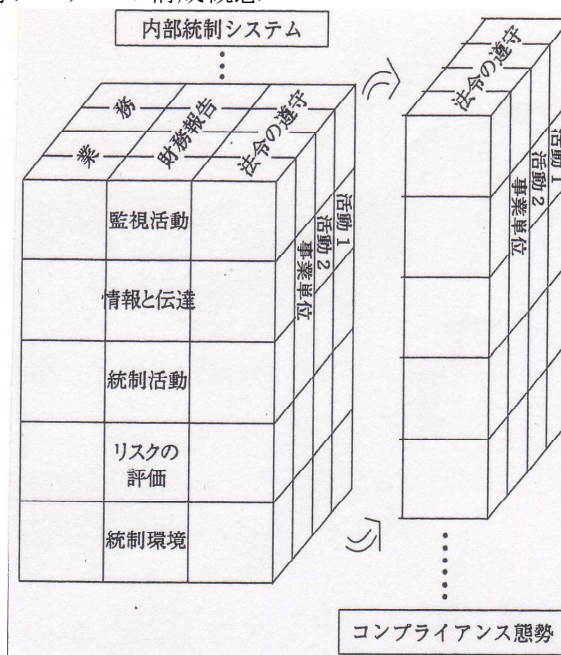 内部統制システム
業務
財務報告
法令の遵守
監視活動
情報と伝達
統制活動
リスクの
評価
統制環境
活動1
活動2
事業単位
法令の遵守
活動1
活動2
事業単位
コンプライアンス態勢